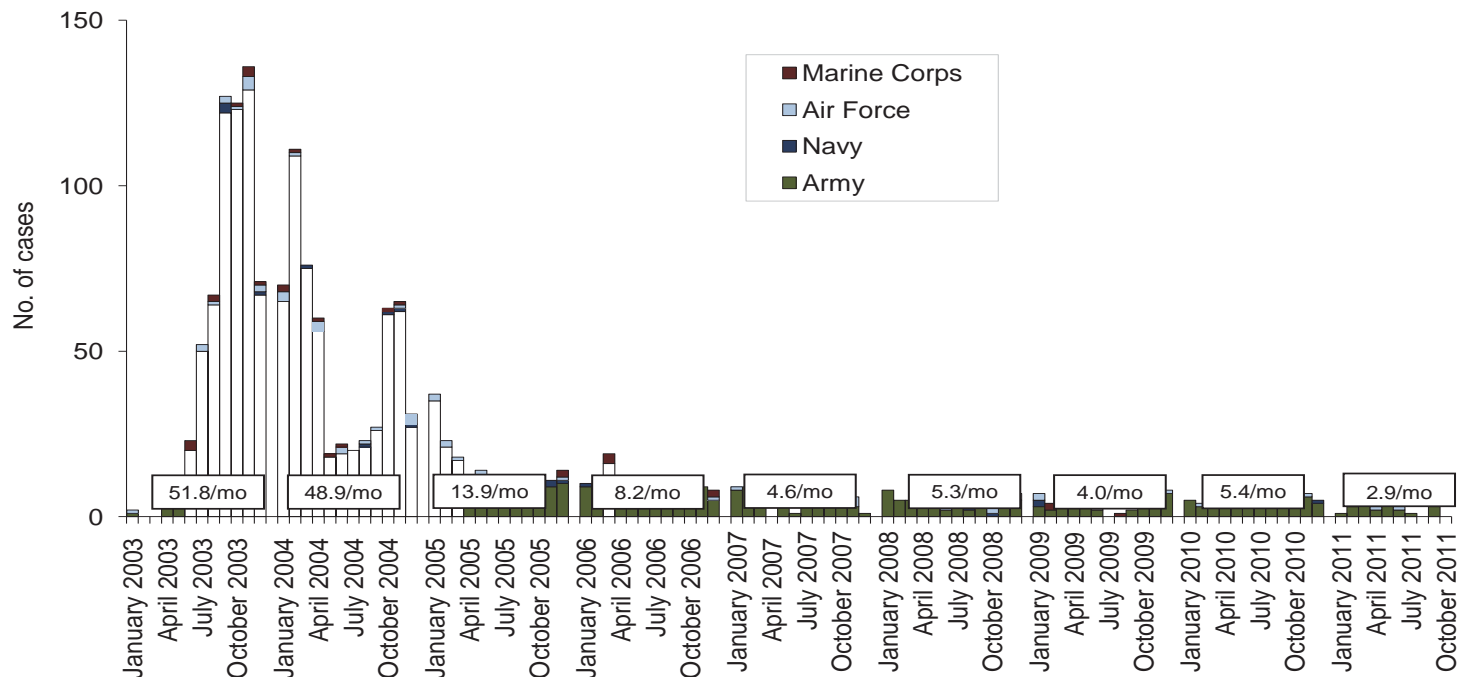 150
100
50
0
No. of cases
Marine Corps
Air Force
Navy
Army
51.8/mo
48.9/mo
13.9/mo
8.2/mo
4.6/mo
5.3/mo
4.0/mo
5.4/mo
2.9/mo
January 2003
April 2003
July 2003
October 2003
January 2004
April 2004
July 2004
October 2004
January 2005
April 2005
July 2005
October 2005
January 2006
April 2006
July 2006
October 2006
January 2007
April 2007
July 2007
October 2007
January 2008
April 2008
July 2008
October 2008
January 2009
April 2009
July 2009
October 2009
January 2010
April 2010
July 2010
October 2010
January 2011
April 2011
July 2011
October 2011